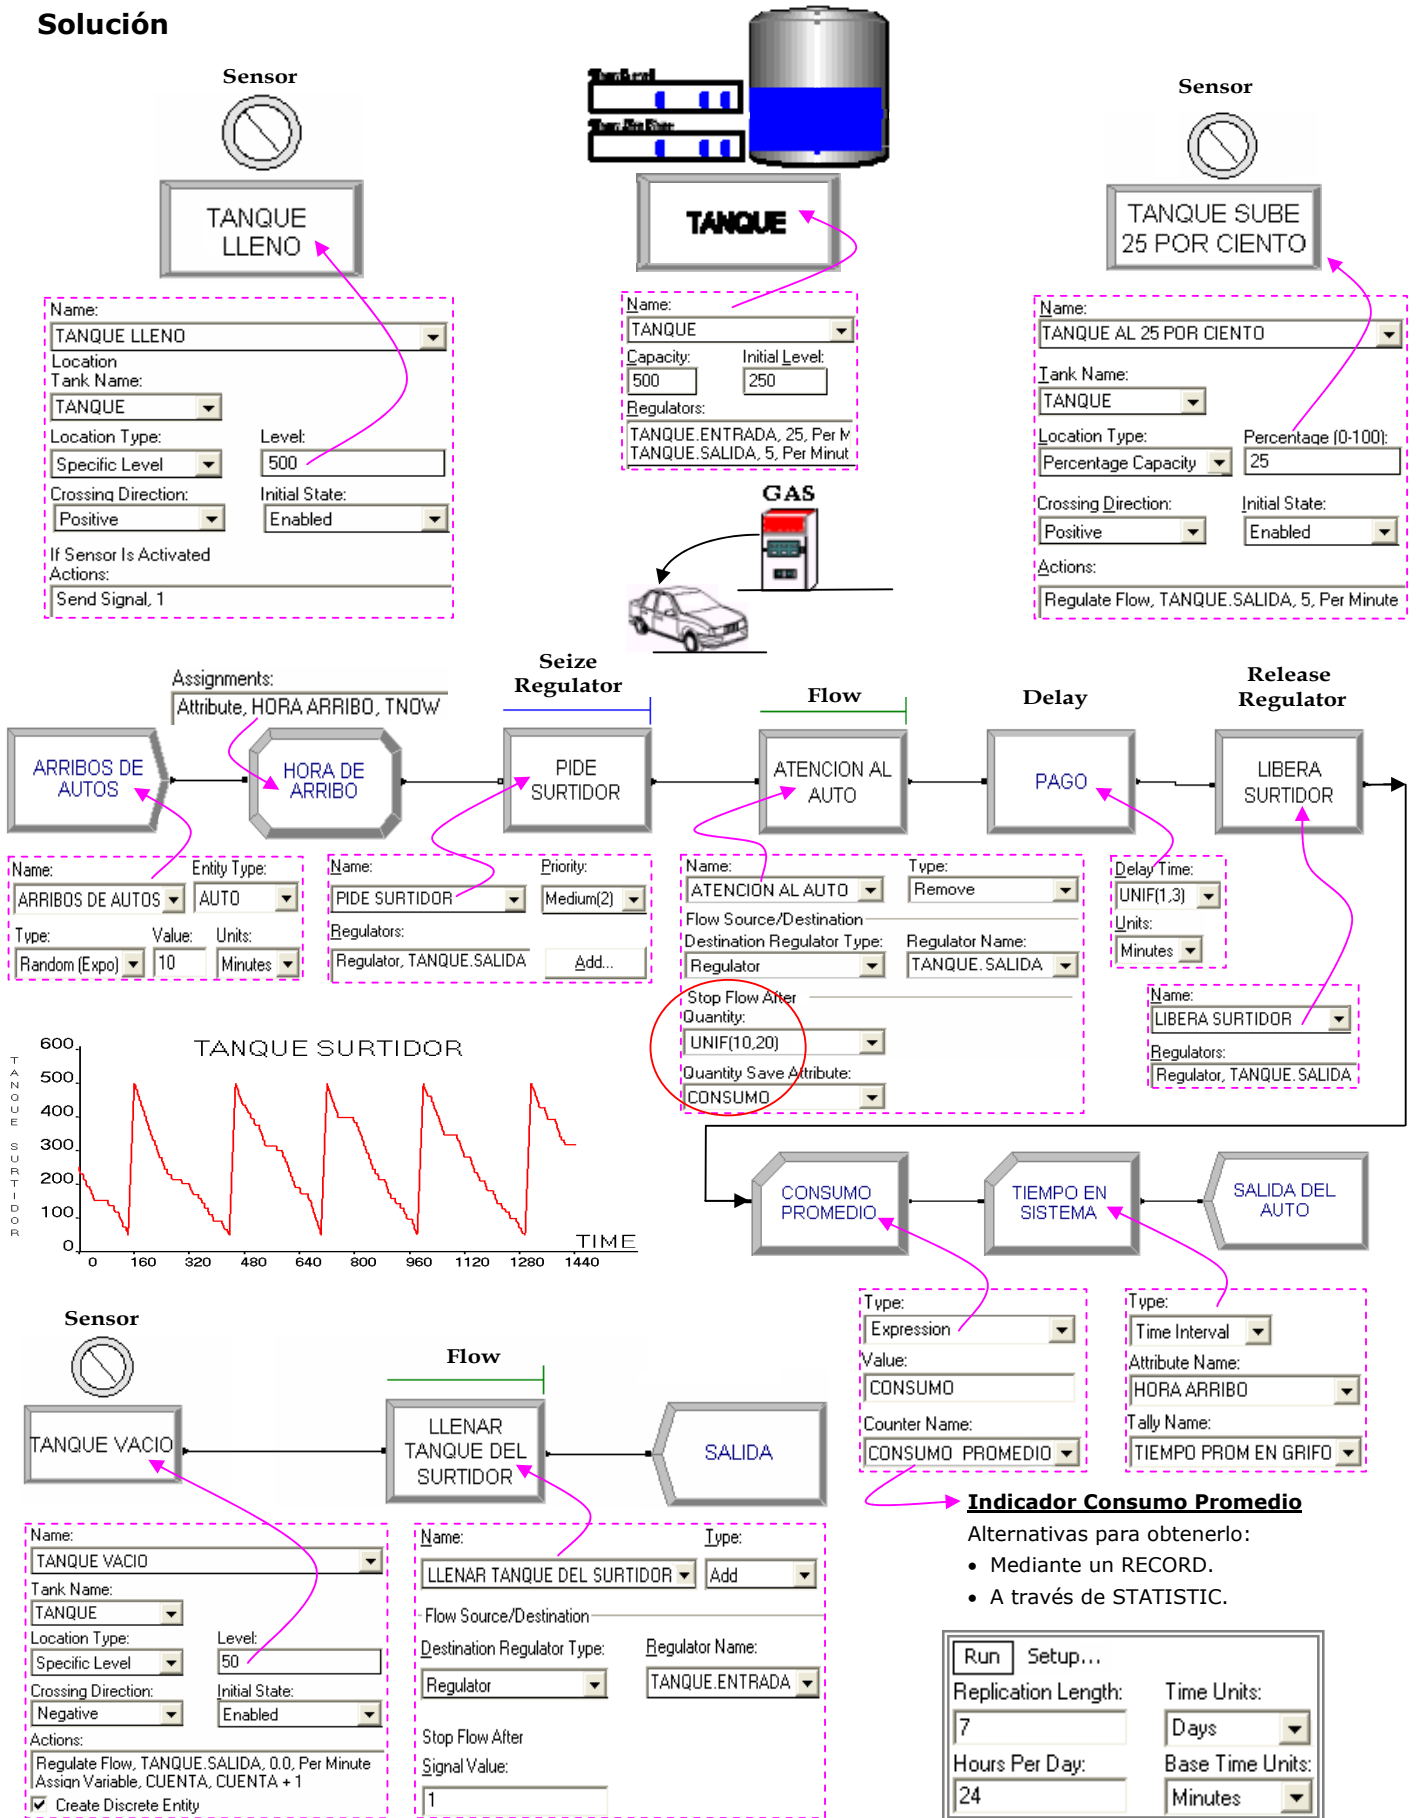 Solución
Sensor
TANQUE
LLENO
Name:
TANQUE LLENO
Location
Tank Name:
TANQUE
Location Type:
Level:
Specific Level
500
Crossing Direction:
Initial State:
Positive
Enabled
If Sensor Is Activated
Actions:
Send Signal, 1
TANQUE
Name:
TANQUE
Capacity:
Initial Level:
500
250
Regulators:
TANQUE.ENTRADA, 25, Per M
TANQUE.SALIDA, 5, Per Minut
GAS
Sensor
TANQUE SUBE
25 POR CIENTO
Name:
TANQUE AL 25 POR CIENTO
Tank Name:
TANQUE
Location Type:
Percentage (0-100):
Percentage Capacity
25
Crossing Direction:
Initial State:
Positive
Enabled
Actions:
Regulate Flow, TANQUE.SALIDA, 5, Per Minute
Assignments:
Attribute, HORA ARRIBO, TNOW
Seize
Regulator
Flow
Delay
Release
Regulator
ARRIBOS DE
AUTOS
HORA DE
ARRIBO
PIDE
SURTIDOR
ATENCION AL
AUTO
PAGO
LIBERA
SURTIDOR
Name:
Entity Type:
ARRIBOS DE AUTOS
AUTO
Type:
Value:
Units:
Random (Expo)
10
Minutes
Name:
Priority:
PIDE SURTIDOR
Medium(2)
Regulators:
Regulator, TANQUE.SALIDA
Add...
Name:
Type:
ATENCION AL AUTO
Remove
Flow Source/Destination
Destination Regulator Type:
Regulator Name:
Regulator
TANQUE.SALIDA
Stop Flow After
Quantity:
UNIF(10,20)
Quantity Save Attribute:
CONSUMO
Delay Time:
UNIF(1,3)
Units:
Minutes
Name:
LIBERA SURTIDOR
Regulators:
Regulator, TANQUE.SALIDA
TANQUE SURTIDOR
TANQUE SURTIDOR
600
500
400
300
200
100
0
TIME
0 160 320 480 640 800 960 1120 1280 1440
CONSUMO
PROMEDIO
TIEMPO EN
SISTEMA
SALIDA DEL
AUTO
Type:
Expression
Value:
CONSUMO
Counter Name:
CONSUMO PROMEDIO
Type:
Time Interval
Attribute Name:
HORA ARRIBO
Tally Name:
TIEMPO PROM EN GRIFO
Sensor
Flow
TANQUE VACIO
LLENAR
TANQUE DEL
SURTIDOR
SALIDA
Name:
TANQUE VACIO
Tank Name:
TANQUE
Location Type:
Level:
Specific Level
50
Crossing Direction:
Initial State:
Negative
Enabled
Actions:
Regulate Flow, TANQUE.SALIDA, 0.0, Per Minute
Assign Variable, CUENTA, CUENTA + 1
Create Discrete Entity
Name:
Type:
LLENAR TANQUE DEL SURTIDOR
Add
Flow Source/Destination
Destination Regulator Type:
Regulator Name:
Regulator
TANQUE.ENTRADA
Stop Flow After
Signal Value:
1
Indicador Consumo Promedio
Alternativas para obtenerlo:
• Mediante un RECORD.
• A través de STATISTIC.
Run Setup...
Replication Length:
Time Units:
7
Days
Hours Per Day:
Base Time Units:
24
Minutes